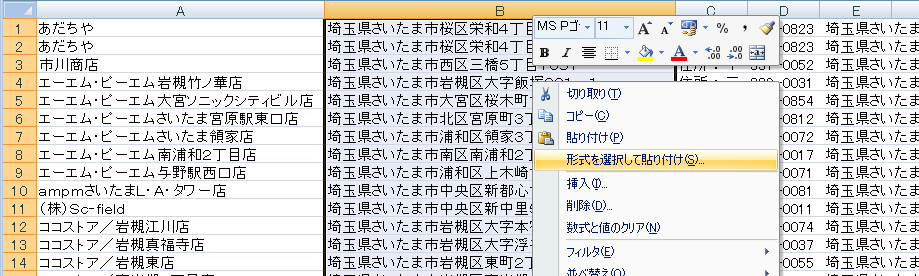 A B C D E
MS Pゴ 11 A A % ,
B I A .00
1 あだちや 埼玉県さいたま市桜区栄和4丁目 -0823 埼玉県さいたま
2 あだちや 埼玉県さいたま市桜区栄和4丁目 -0823 埼玉県さいたま
3 市川商店 埼玉県さいたま市西区三橋5丁目 -0052 埼玉県さいたま
4 エーエム・ピーエム岩槻竹ノ華店 埼玉県さいたま市岩槻区大字飯塚 -0031 埼玉県さいたま
5 エーエム・ピーエム大宮ソニックシティビル店 埼玉県さいたま市大宮区桜木町 切り取り(T) -0854 埼玉県さいたま
6 エーエム・ピーエムさいたま宮原駅東口店 埼玉県さいたま市北区宮原町3 コピー(C) -0812 埼玉県さいたま
7 エーエム・ピーエムさいたま領家店 埼玉県さいたま市浦和区領家3丁 貼り付け(P) -0072 埼玉県さいたま
8 エーエム・ピーエム南浦和2丁目店 埼玉県さいたま市南区南浦和2 形式を選択して貼り付け(S)... -0017 埼玉県さいたま
9 エーエム・ピーエム与野駅西口店 埼玉県さいたま市浦和区上木崎 挿入(I)... -0071 埼玉県さいたま
10 ampmさいたまL・A・タワー店 埼玉県さいたま市中央区新都心 削除(D)... -0081 埼玉県さいたま
11 (株)Sc-field 埼玉県さいたま市中央区新中里 -0011 埼玉県さいたま
12 ココストア/岩槻江川店 埼玉県さいたま市岩槻区大字本 数式と値のクリア(N) -0074 埼玉県さいたま
13 ココストア/岩槻真福寺店 埼玉県さいたま市岩槻区大字浮 フィルタ(E) -0037 埼玉県さいたま
14 ココストア/岩槻東店 埼玉県さいたま市岩槻区東町2 並べ替え(O) -0055 埼玉県さいたま